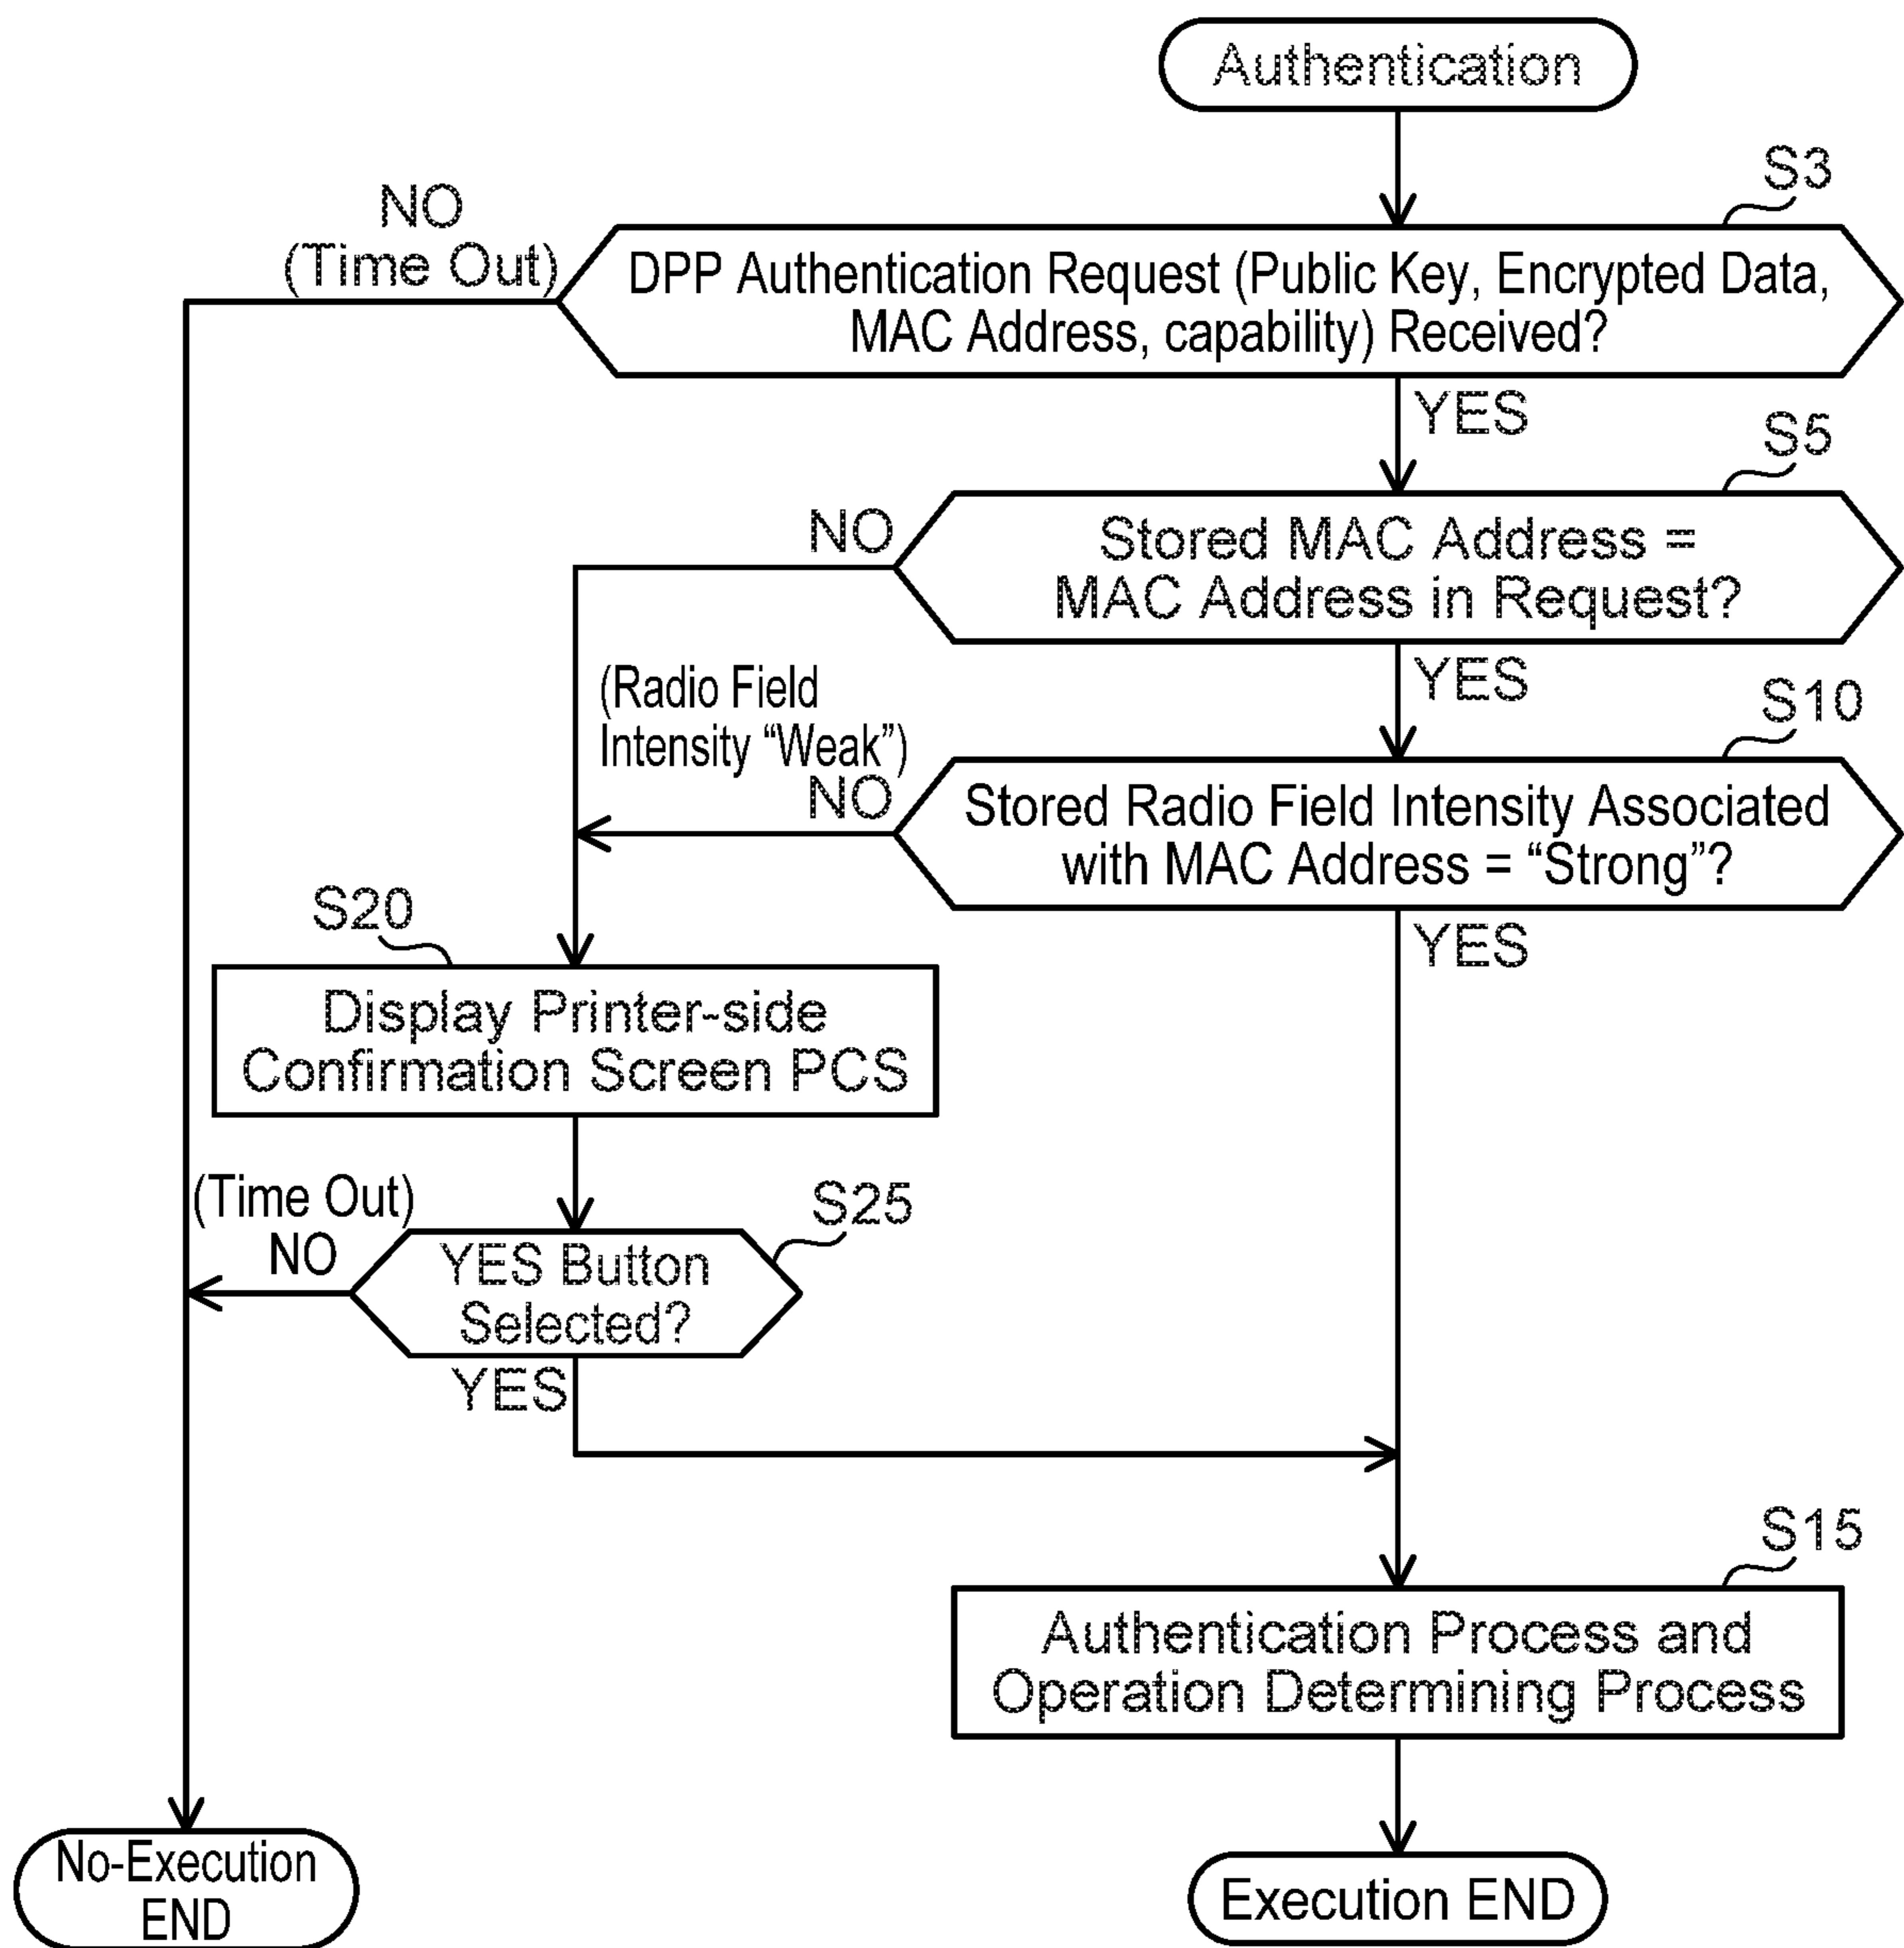 Authentication
S3
NO
(Time Out)
DPP Authentication Request (Public Key, Encrypted Data,
MAC Address, capability) Received?
YES
S5
NO
Stored MAC Address =
MAC Address in Request?
YES
(Radio Field
Intensity “Weak”)
NO
S10
Stored Radio Field Intensity Associated
with MAC Address = “Strong”?
YES
S20
Display Printer-side
Confirmation Screen PCS
(Time Out)
NO
S25
YES Button
Selected?
YES
S15
Authentication Process and
Operation Determining Process
No-Execution
END
Execution END